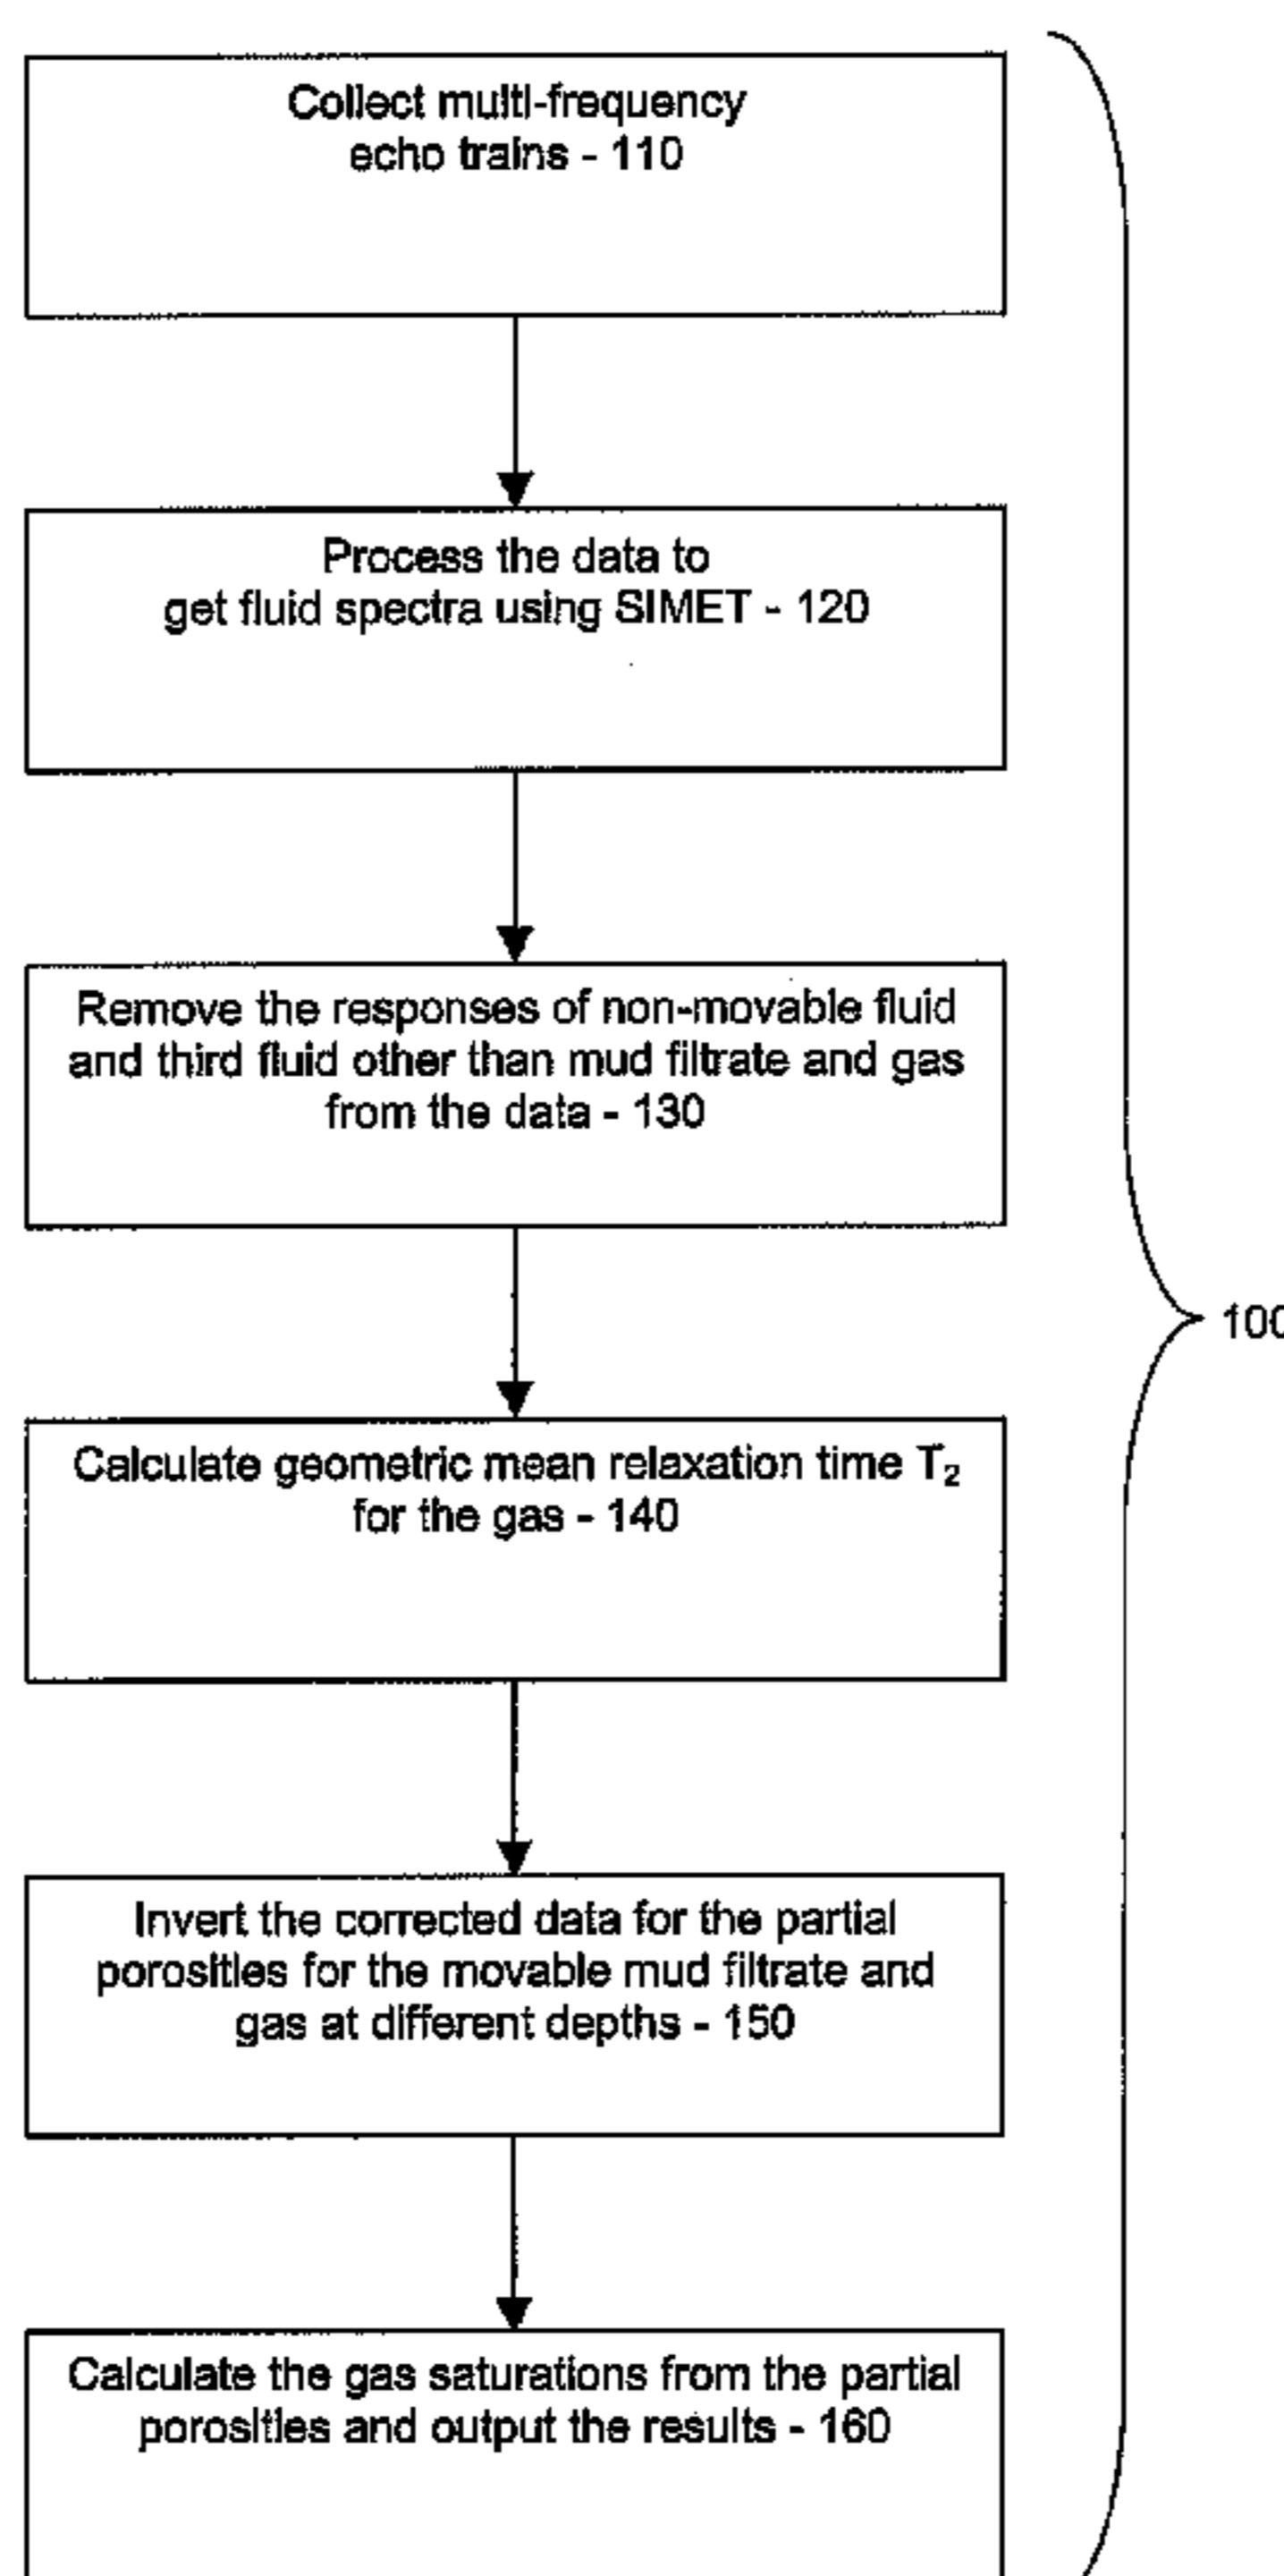 Collect multi-frequency
echo trains - 110
Process the data to
get fluid spectra using SIMET - 120
Remove the responses of non-movable fluid
and third fluid other than mud filtrate and gas
from the data - 130
100
Calculate geometric mean relaxation time T₂
for the gas - 140
Invert the corrected data for the partial
porosities for the movable mud filtrate and
gas at different depths - 150
Calculate the gas saturations from the partial
porosities and output the results - 160